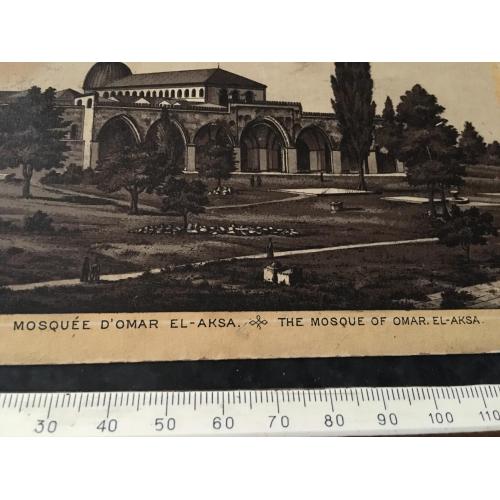 MOSQUÉE D'OMAR EL-AKSA. THE MOSQUE OF OMAR. EL-AKSA.
30 40 50 60 70 80 90 100 110